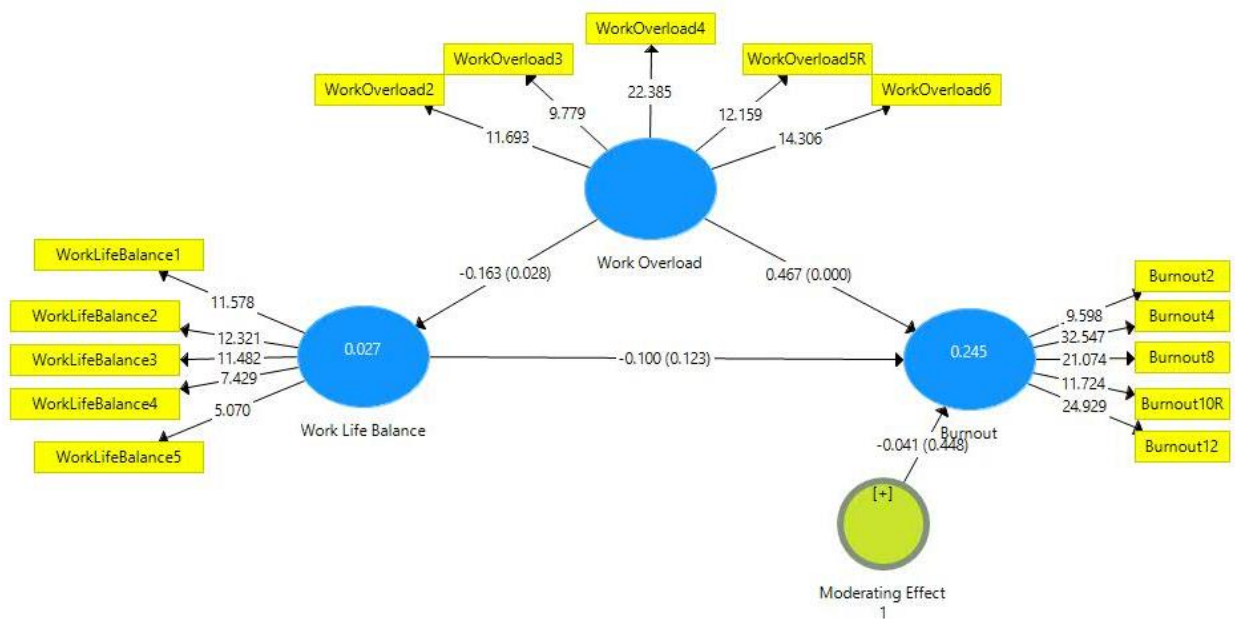 WorkOverload4
WorkOverload3
WorkOverload5R
WorkOverload2
WorkOverload6
22.385
9.779
12.159
11.693
14.306
Work Overload
-0.163 (0.028)
0.467 (0.000)
WorkLifeBalance1
WorkLifeBalance2
WorkLifeBalance3
WorkLifeBalance4
WorkLifeBalance5
11.578
12.321
11.482
7.429
5.070
0.027
Work Life Balance
-0.100 (0.123)
0.245
Burnout
9.598
32.547
21.074
11.724
24.929
Burnout2
Burnout4
Burnout8
Burnout10R
Burnout12
-0.041 (0.448)
[+]
Moderating Effect
1